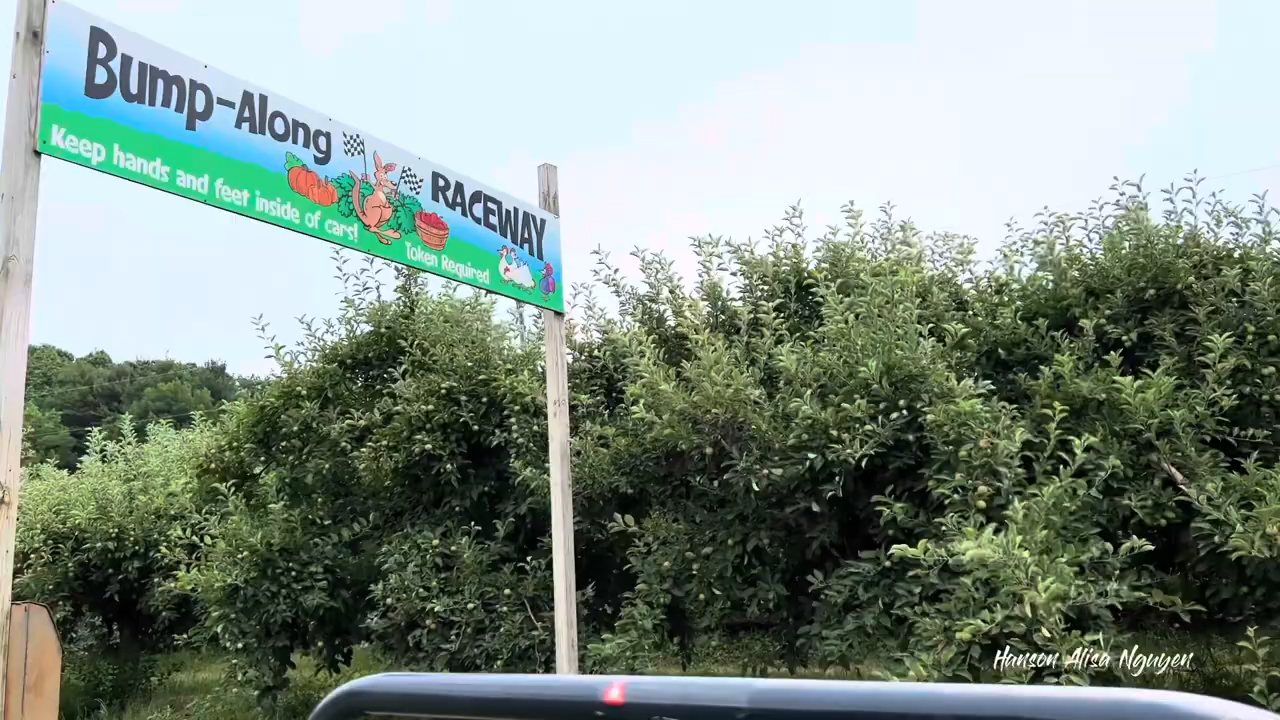 Bump-Along RACEWAY
Keep hands and feet inside of cars!
Token Required
Hanson Alisa Nguyen